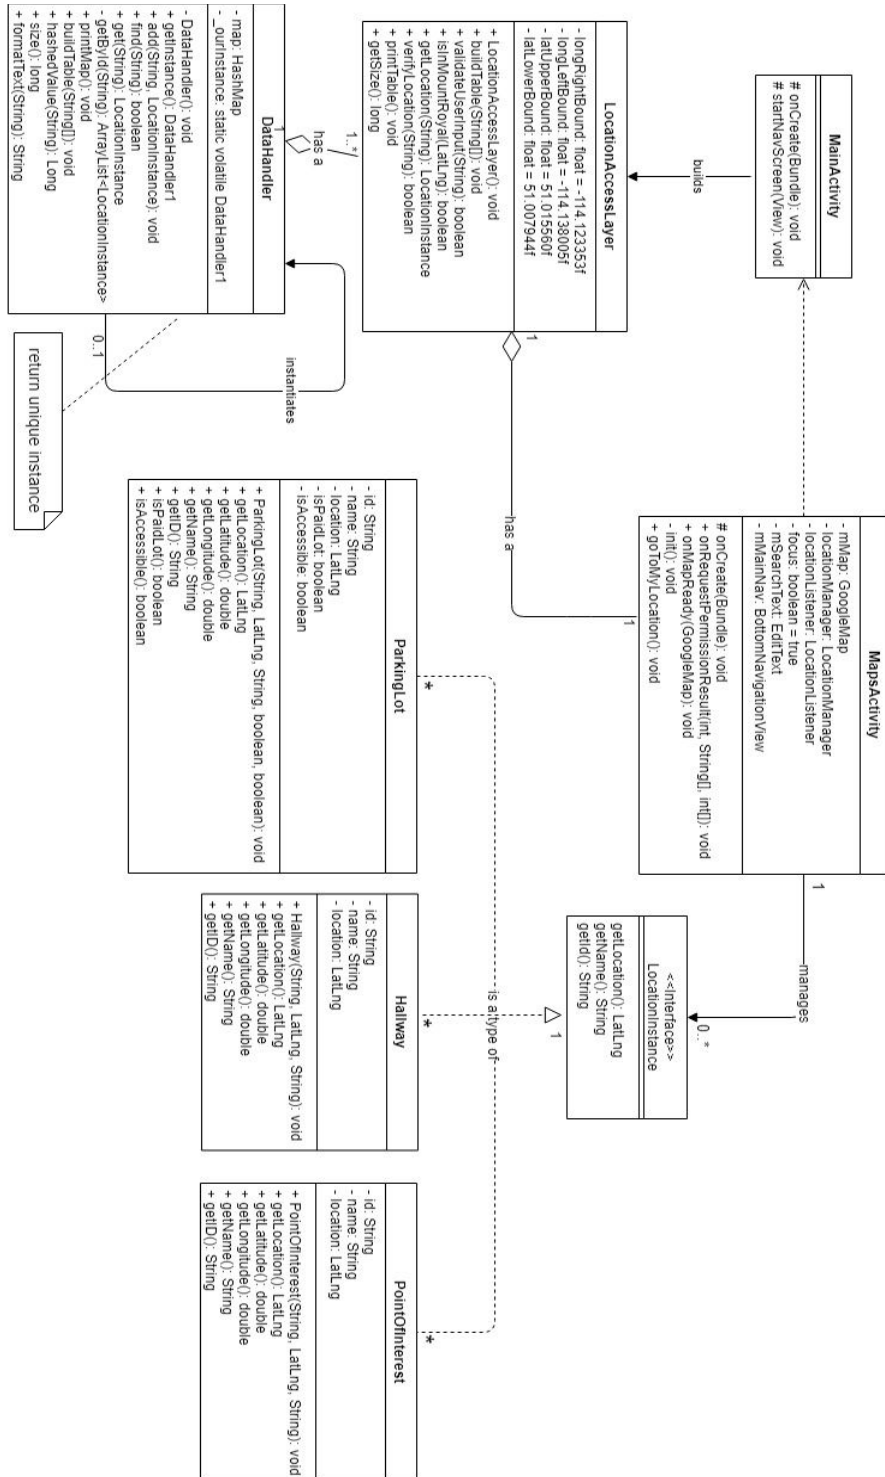 MainActivity
# onCreate(Bundle): void
# startNavScreen(View): void
builds
LocationAccessLayer
- longRightBound: float = -114.123353f
- longLeftBound: float = -114.138005f
- latUpperBound: float = 51.015560f
- latLowerBound: float = 51.007944f
+ LocationAccessLayer(): void
+ buildTable(String[]): void
+ validateUserInput(String): boolean
+ isInMountRoyal(LatLng): boolean
+ getLocation(String): LocationInstance
+ verifyLocation(String): boolean
+ printTable(): void
+ getSize(): long
1..*
has a
1
DataHandler
- map: HashMap
- _ourInstance: static volatile DataHandler1
- DataHandler(): void
+ getInstance(): DataHandler1
+ add(String, LocationInstance): void
+ find(String): boolean
+ get(String): LocationInstance
- getById(String): ArrayList<LocationInstance>
+ printMap(): void
+ buildTable(String[]): void
+ hashedValue(String): Long
+ size(): long
+ formatText(String): String
0..1
instantiates
return unique instance
1
has a
1
MapsActivity
- mMap: GoogleMap
- locationManager: LocationManager
- locationListener: LocationListener
- focus: boolean = true
- mSearchText: EditText
- mMainNav: BottomNavigationView
# onCreate(Bundle): void
+ onRequestPermissionResult(int, String[], int[]): void
+ onMapReady(GoogleMap): void
- init(): void
+ goToMyLocation(): void
1
manages
0..*
<<Interface>>
LocationInstance
getLocation(): LatLng
getName(): String
getId(): String
1
is a type of
*
ParkingLot
- id: String
- name: String
- location: LatLng
- isPaidLot: boolean
- isAccessible: boolean
+ ParkingLot(String, LatLng, String, boolean, boolean): void
+ getLocation(): LatLng
+ getLatitude(): double
+ getLongitude(): double
+ getName(): String
+ getID(): String
+ isPaidLot(): boolean
+ isAccessible(): boolean
*
Hallway
- id: String
- name: String
- location: LatLng
+ Hallway(String, LatLng, String): void
+ getLocation(): LatLng
+ getLatitude(): double
+ getLongitude(): double
+ getName(): String
+ getID(): String
*
PointOfInterest
- id: String
- name: String
- location: LatLng
+ PointOfInterest(String, LatLng, String): void
+ getLocation(): LatLng
+ getLatitude(): double
+ getLongitude(): double
+ getName(): String
+ getID(): String